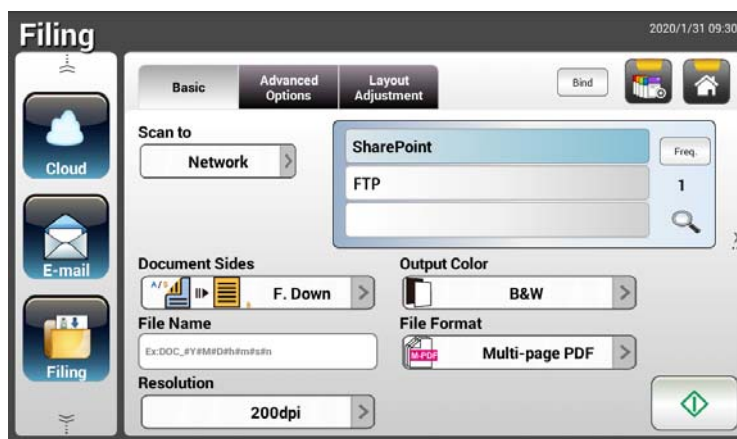 Filing
2020/1/31 09:30
Basic
Advanced
Options
Layout
Adjustment
Bind
Cloud
E-mail
Filing
Scan to
Network
SharePoint
FTP
Freq.
1
Document Sides
F. Down
Output Color
B&W
File Name
Ex:DOC_#Y#M#D#h#m#s#n
File Format
M-PDF
Multi-page PDF
Resolution
200dpi